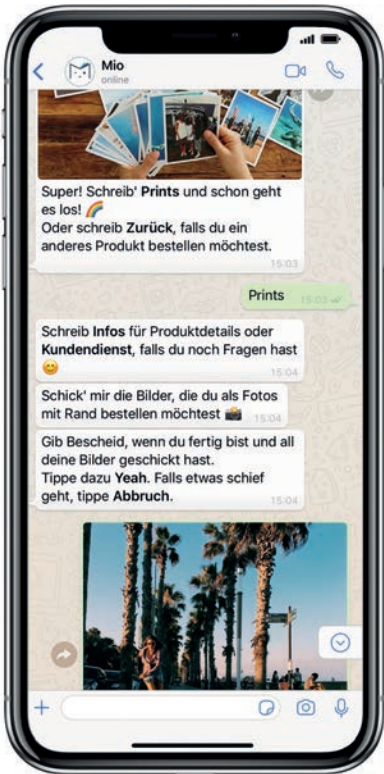 Mio
online
Super! Schreib' Prints und schon geht
es los! 🌈
Oder schreib Zurück, falls du ein
anderes Produkt bestellen möchtest.
15:03
Prints 15:03
Schreib Infos für Produktdetails oder
Kundendienst, falls du noch Fragen hast
😊 15:04
Schick' mir die Bilder, die du als Fotos
mit Rand bestellen möchtest 📸 15:04
Gib Bescheid, wenn du fertig bist und all
deine Bilder geschickt hast.
Tippe dazu Yeah. Falls etwas schief
geht, tippe Abbruch. 15:04